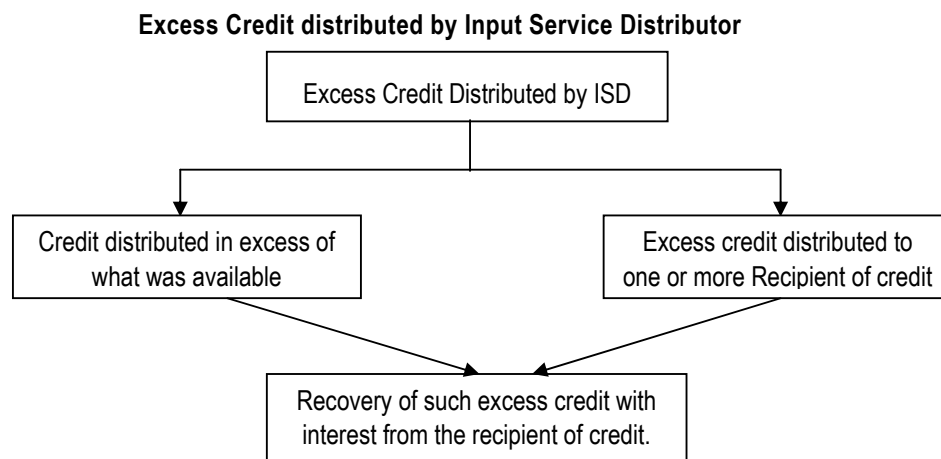 Excess Credit distributed by Input Service Distributor
Excess Credit Distributed by ISD
Credit distributed in excess of
what was available
Excess credit distributed to
one or more Recipient of credit
Recovery of such excess credit with
interest from the recipient of credit.